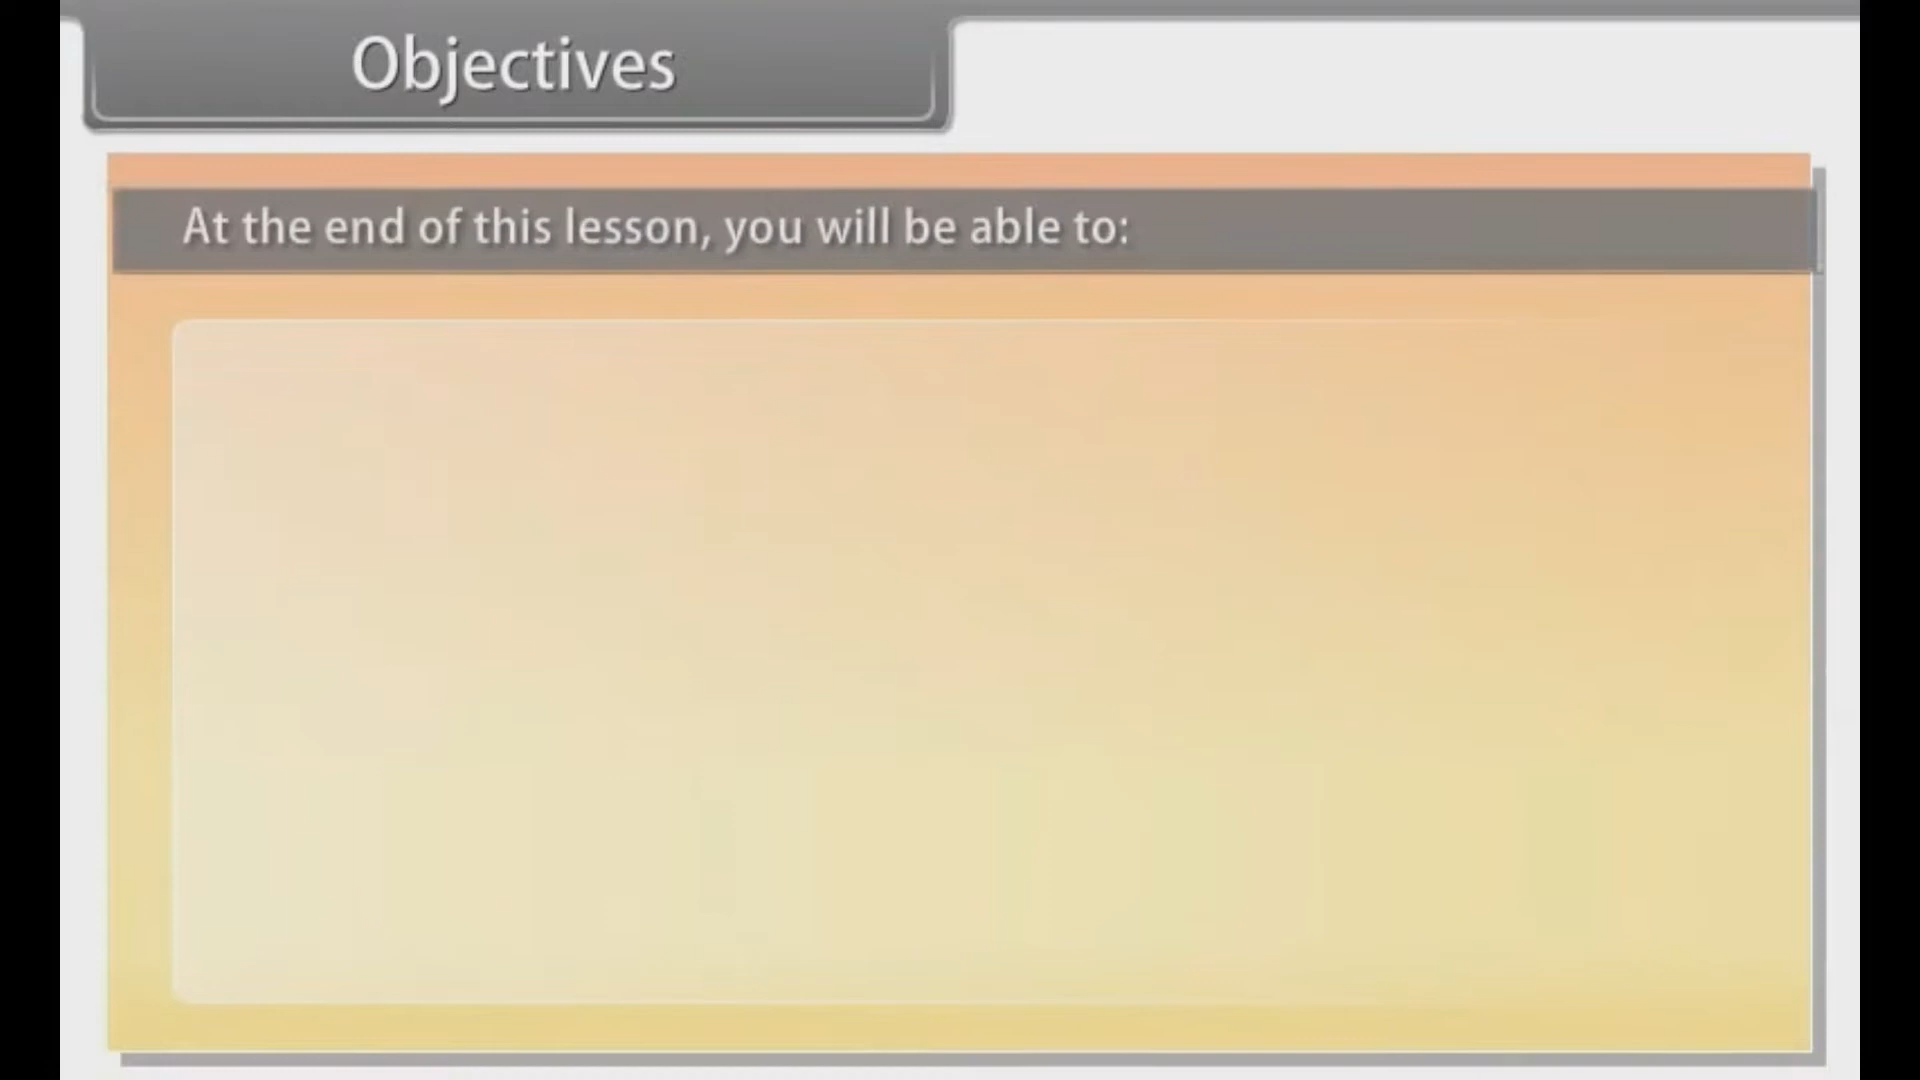 Objectives
At the end of this lesson, you will be able to: